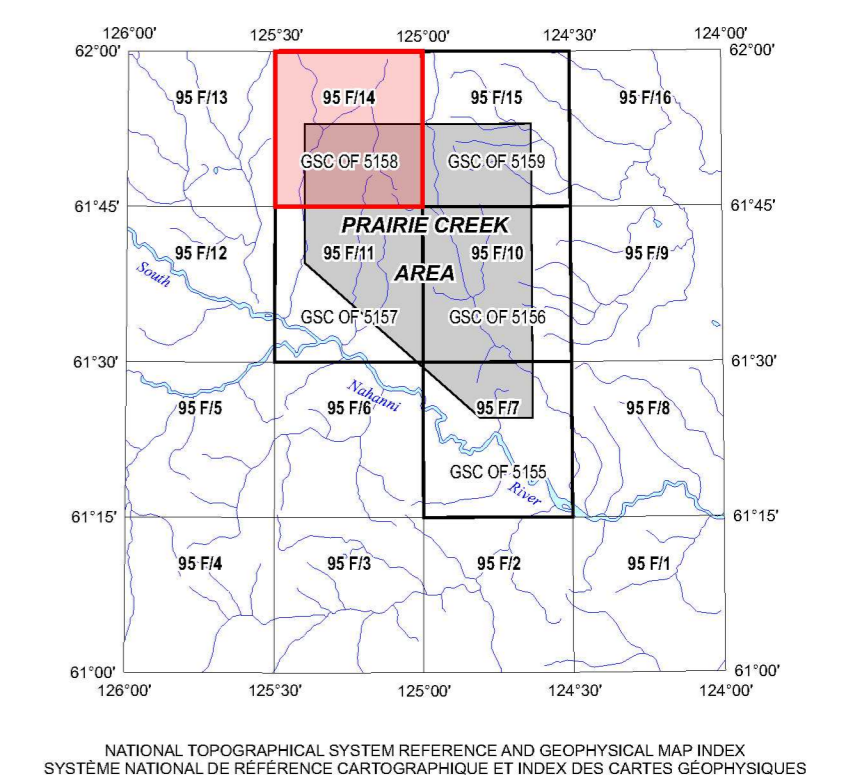 126°00' 125°30' 125°00' 124°30' 124°00'
62°00' 62°00'
95 F/13 95 F/14 95 F/15 95 F/16
GSC OF 5158 GSC OF 5159
61°45' 61°45'
PRAIRIE CREEK
95 F/12 95 F/11 95 F/10 95 F/9
South AREA
GSC OF 5157 GSC OF 5156
61°30' 61°30'
Nahanni
95 F/5 95 F/6 95 F/7 95 F/8
GSC OF 5155
River
61°15' 61°15'
95 F/4 95 F/3 95 F/2 95 F/1
61°00' 61°00'
126°00' 125°30' 125°00' 124°30' 124°00'
NATIONAL TOPOGRAPHICAL SYSTEM REFERENCE AND GEOPHYSICAL MAP INDEX
SYSTÈME NATIONAL DE RÉFÉRENCE CARTOGRAPHIQUE ET INDEX DES CARTES GÉOPHYSIQUES